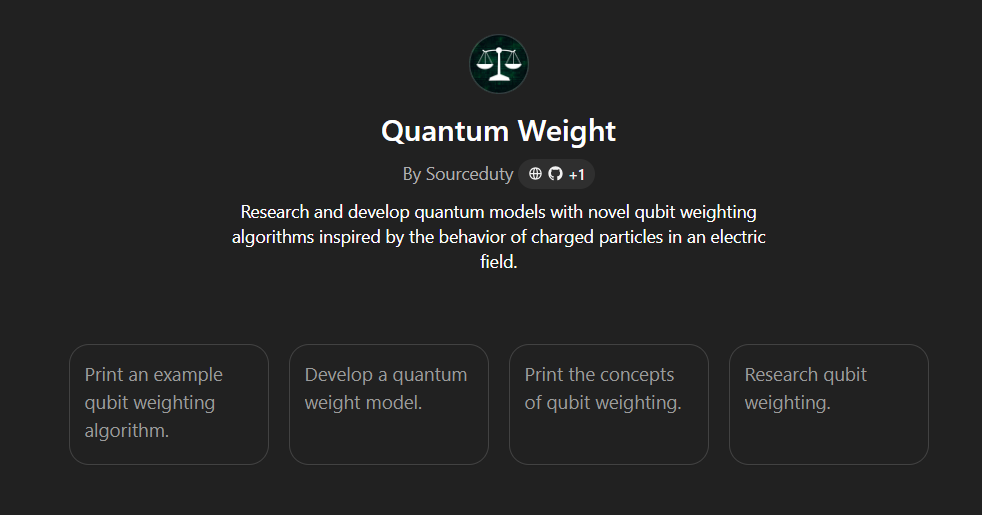 Quantum Weight
By Sourceduty +1
Research and develop quantum models with novel qubit weighting
algorithms inspired by the behavior of charged particles in an electric
field.
Print an example
qubit weighting
algorithm.
Develop a quantum
weight model.
Print the concepts
of qubit weighting.
Research qubit
weighting.